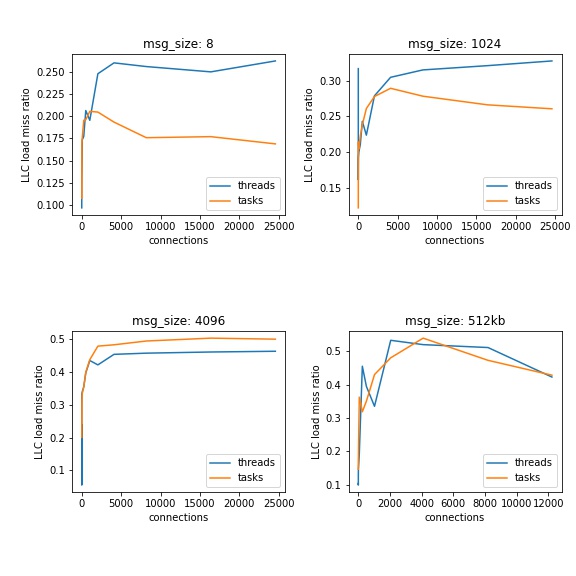 msg_size: 8
LLC load miss ratio
0.250
0.225
0.200
0.175
0.150
0.125
0.100
0 5000 10000 15000 20000 25000
connections
threads
tasks
msg_size: 1024
LLC load miss ratio
0.30
0.25
0.20
0.15
0 5000 10000 15000 20000 25000
connections
threads
tasks
msg_size: 4096
LLC load miss ratio
0.5
0.4
0.3
0.2
0.1
0 5000 10000 15000 20000 25000
connections
threads
tasks
msg_size: 512kb
LLC load miss ratio
0.5
0.4
0.3
0.2
0.1
0 2000 4000 6000 8000 10000 12000
connections
threads
tasks